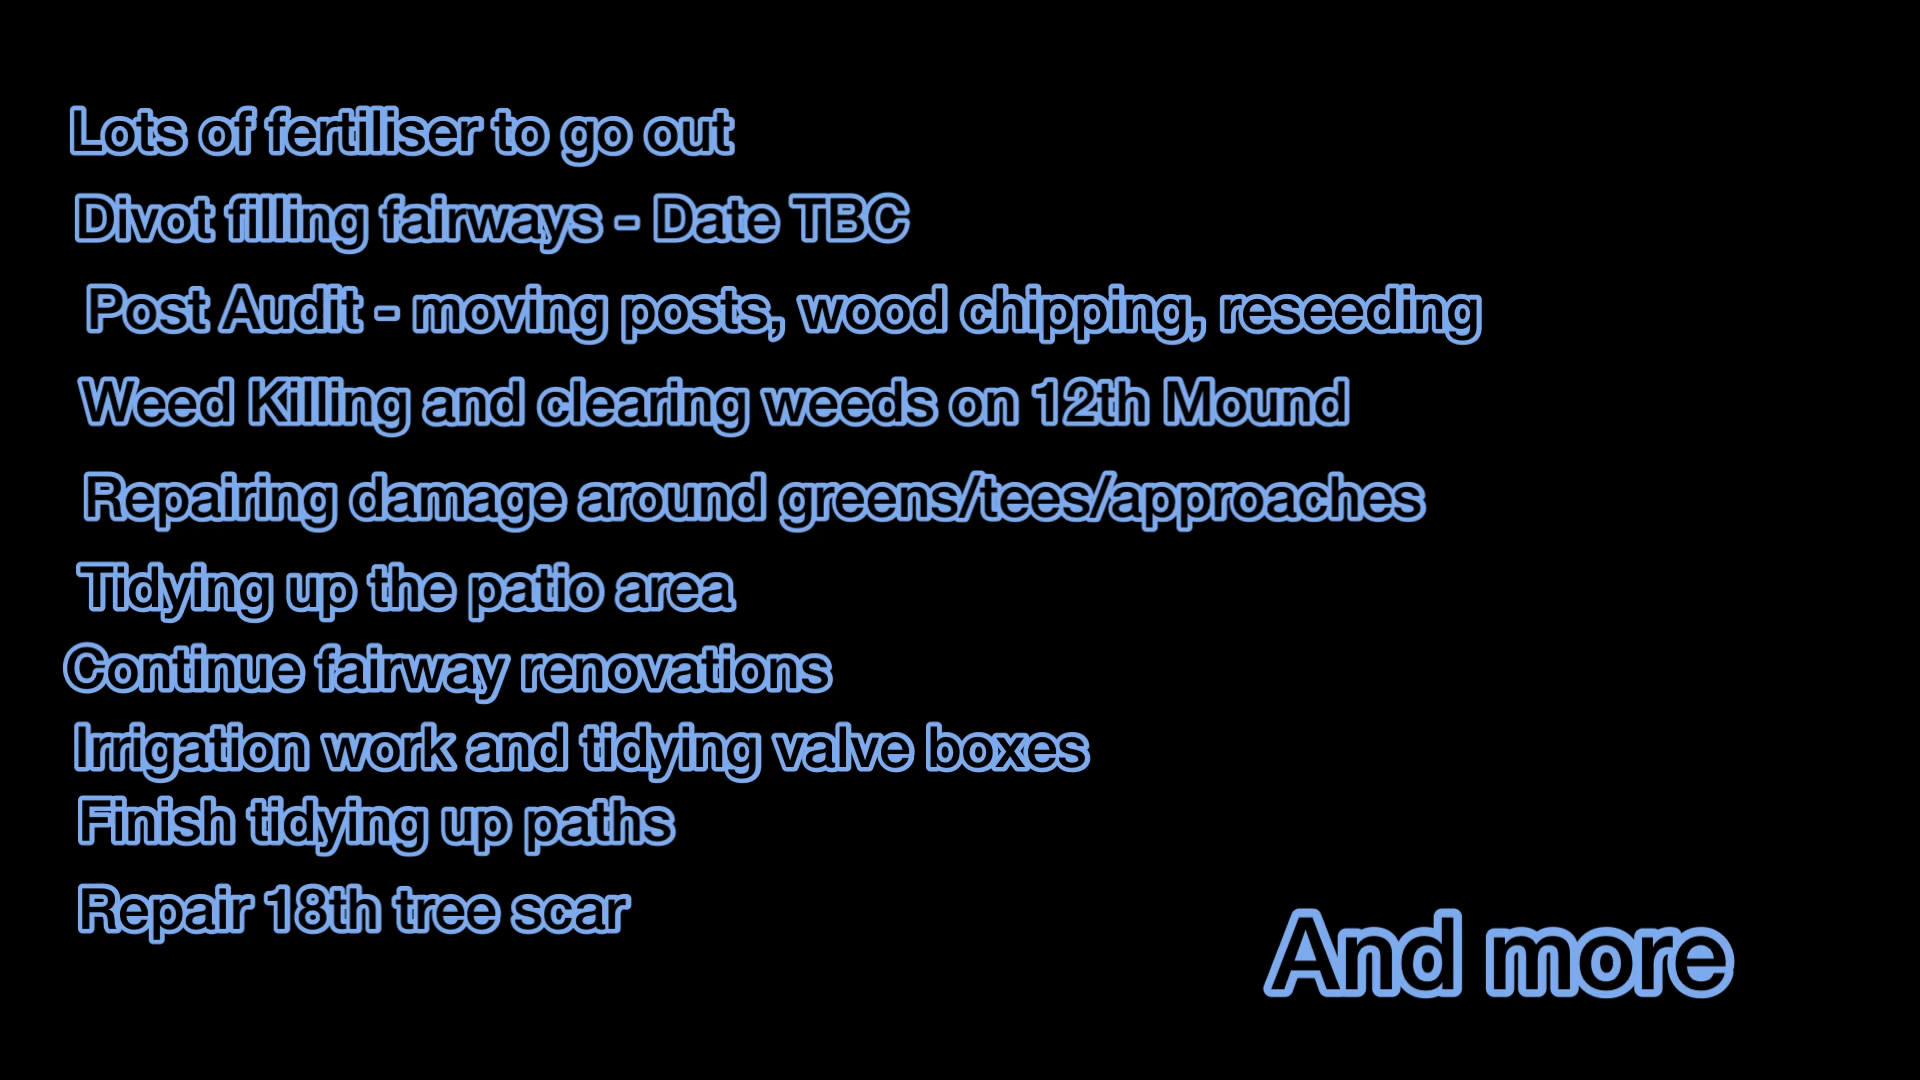 Lots of fertiliser to go out
Divot filling fairways - Date TBC
Post Audit - moving posts, wood chipping, reseeding
Weed Killing and clearing weeds on 12th Mound
Repairing damage around greens/tees/approaches
Tidying up the patio area
Continue fairway renovations
Irrigation work and tidying valve boxes
Finish tidying up paths
Repair 18th tree scar
And more